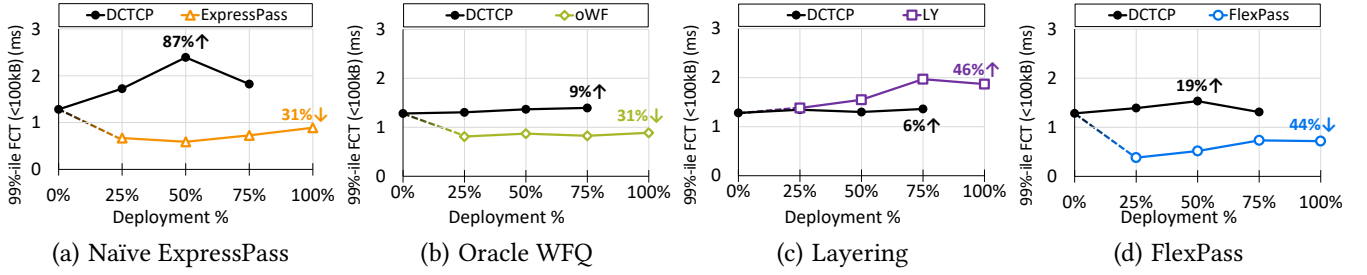 DCTCP ExpressPass
99%-ile FCT (<100kB) (ms)
3
2
1
0
87%↑
31%↓
0% 25% 50% 75% 100%
Deployment %
(a) Naïve ExpressPass
DCTCP oWF
99%-ile FCT (<100kB) (ms)
3
2
1
0
9%↑
31%↓
0% 25% 50% 75% 100%
Deployment %
(b) Oracle WFQ
DCTCP LY
99%-ile FCT (<100kB) (ms)
3
2
1
0
46%↑
6%↑
0% 25% 50% 75% 100%
Deployment %
(c) Layering
DCTCP FlexPass
99%-ile FCT (<100kB) (ms)
3
2
1
0
19%↑
44%↓
0% 25% 50% 75% 100%
Deployment %
(d) FlexPass